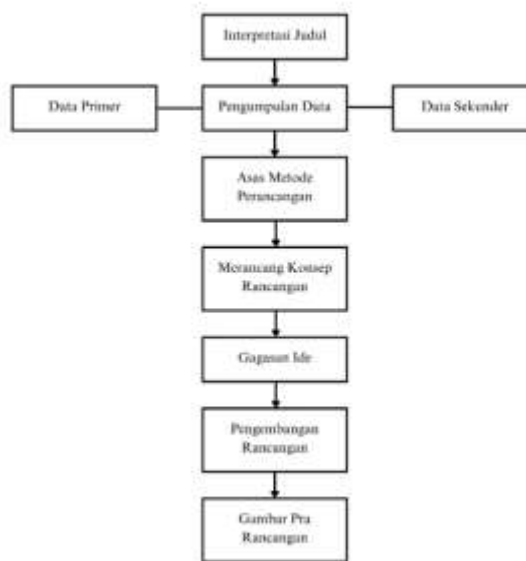 Interpretasi Judul
Data Primer
Pengumpulan Data
Data Sekunder
Asas Metode
Perancangan
Merancang Konsep
Rancangan
Gagasan Ide
Pengembangan
Rancangan
Gambar Pra
Rancangan